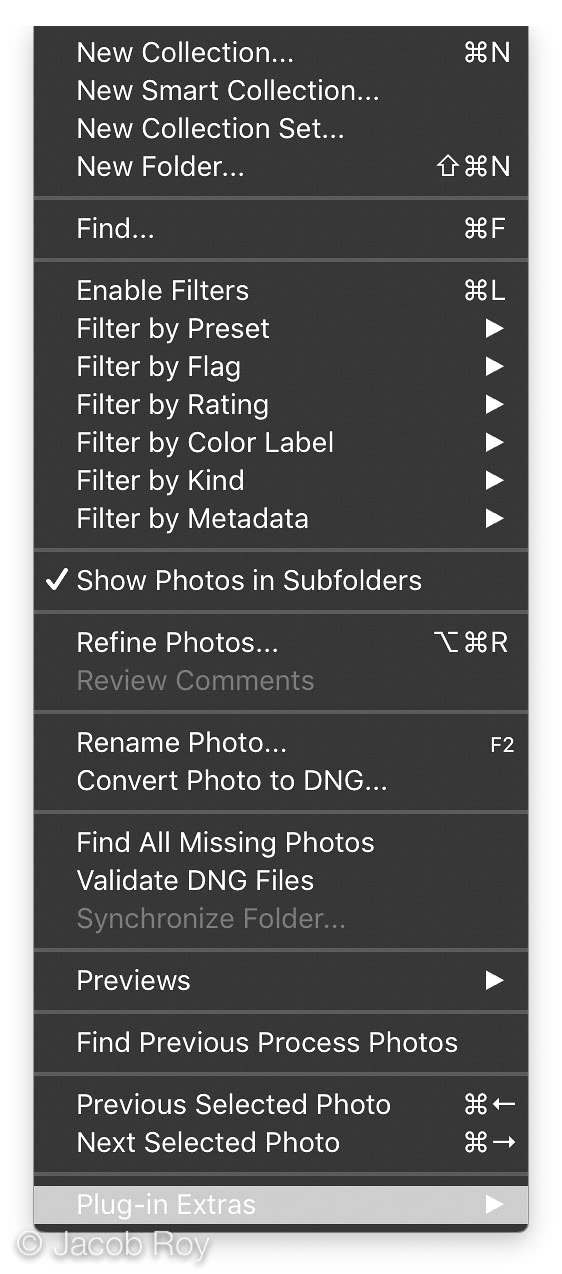 New Collection... ⌘N
New Smart Collection...
New Collection Set...
New Folder... ⇧⌘N
Find... ⌘F
Enable Filters ⌘L
Filter by Preset ▶
Filter by Flag ▶
Filter by Rating ▶
Filter by Color Label ▶
Filter by Kind ▶
Filter by Metadata ▶
✓ Show Photos in Subfolders
Refine Photos... ⌥⌘R
Review Comments
Rename Photo... F2
Convert Photo to DNG...
Find All Missing Photos
Validate DNG Files
Synchronize Folder...
Previews ▶
Find Previous Process Photos
Previous Selected Photo ⌘←
Next Selected Photo ⌘→
Plug-in Extras ▶
© Jacob Roy